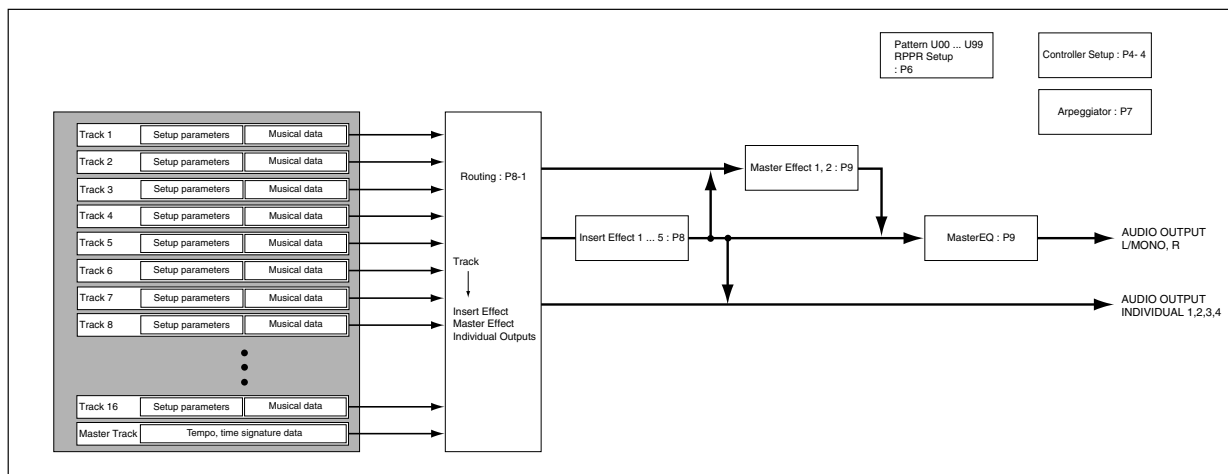 Pattern U00 ... U99
RPPR Setup
: P6
Controller Setup : P4- 4
Arpeggiator : P7
Track 1 Setup parameters Musical data
Track 2 Setup parameters Musical data
Track 3 Setup parameters Musical data
Track 4 Setup parameters Musical data
Track 5 Setup parameters Musical data
Track 6 Setup parameters Musical data
Track 7 Setup parameters Musical data
Track 8 Setup parameters Musical data
Track 16 Setup parameters Musical data
Master Track Tempo, time signature data
Routing : P8-1
Track
Insert Effect
Master Effect
Individual Outputs
Master Effect 1, 2 : P9
Insert Effect 1 ... 5 : P8
MasterEQ : P9
AUDIO OUTPUT
L/MONO, R
AUDIO OUTPUT
INDIVIDUAL 1,2,3,4